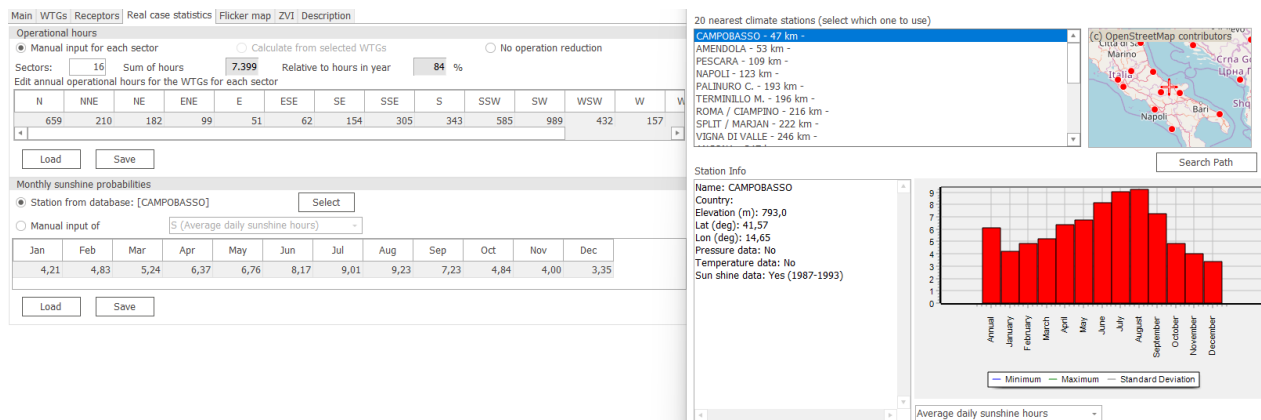 Main WTGs Receptors Real case statistics Flicker map ZVI Description
Operational hours
Manual input for each sector Calculate from selected WTGs No operation reduction
Sectors: 16 Sum of hours 7.399 Relative to hours in year 84 %
Edit annual operational hours for the WTGs for each sector
N NNE NE ENE E ESE SE SSE S SSW SW WSW W W
659 210 182 99 51 62 154 305 343 585 989 432 157
Load Save
Monthly sunshine probabilities
Station from database: [CAMPOBASSO] Select
Manual input of S (Average daily sunshine hours)
Jan Feb Mar Apr May Jun Jul Aug Sep Oct Nov Dec
4,21 4,83 5,24 6,37 6,76 8,17 9,01 9,23 7,23 4,84 4,00 3,35
Load Save
20 nearest climate stations (select which one to use)
CAMPOBASSO - 47 km -
AMENDOLA - 53 km -
PESCARA - 109 km -
NAPOLI - 123 km -
PALINURO C. - 193 km -
TERMINILLO M. - 196 km -
ROMA / CIAMPINO - 216 km -
SPLIT / MARJAN - 222 km -
VIGNA DI VALLE - 246 km -
(c) OpenStreetMap contributors
Città di Sa
Marino
Crna Go
Црна Г
Italia
Shq
Bari
Napoli
Search Path
Station Info
Name: CAMPOBASSO
Country:
Elevation (m): 793,0
Lat (deg): 41,57
Lon (deg): 14,65
Pressure data: No
Temperature data: No
Sun shine data: Yes (1987-1993)
9
8
7
6
5
4
3
2
1
0
Annual
January
February
March
April
May
June
July
August
September
October
November
December
Minimum Maximum Standard Deviation
Average daily sunshine hours